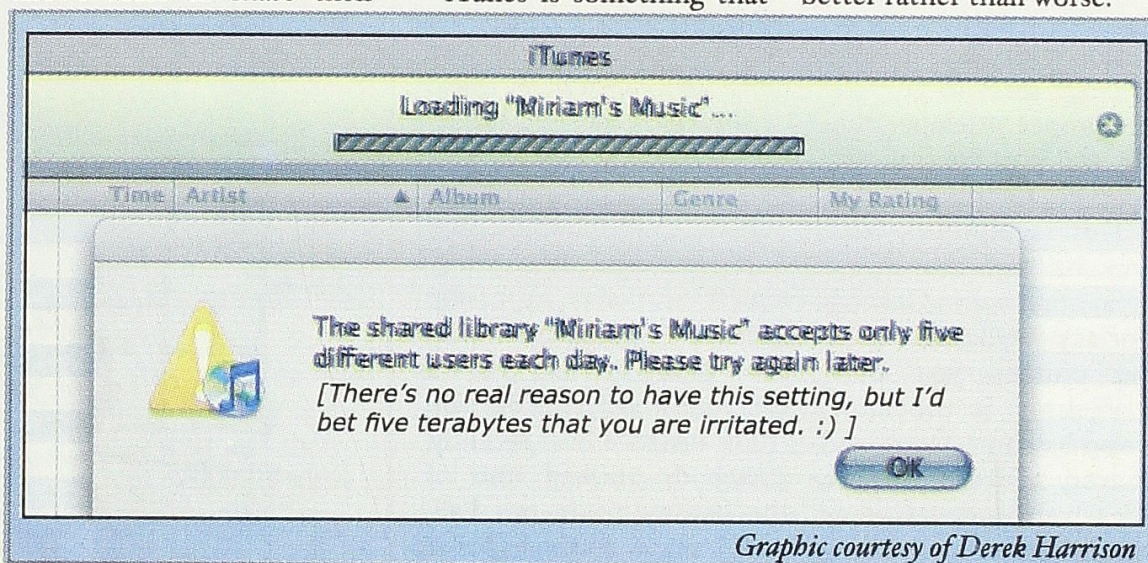 better rather than worse.
iTunes
Loading "Miriam's Music"...
Time Artist Album Genre My Rating
The shared library "Miriam's Music" accepts only five
different users each day. Please try again later.
[There's no real reason to have this setting, but I'd
bet five terabytes that you are irritated. :) ]
OK
Graphic courtesy of Derek Harrison